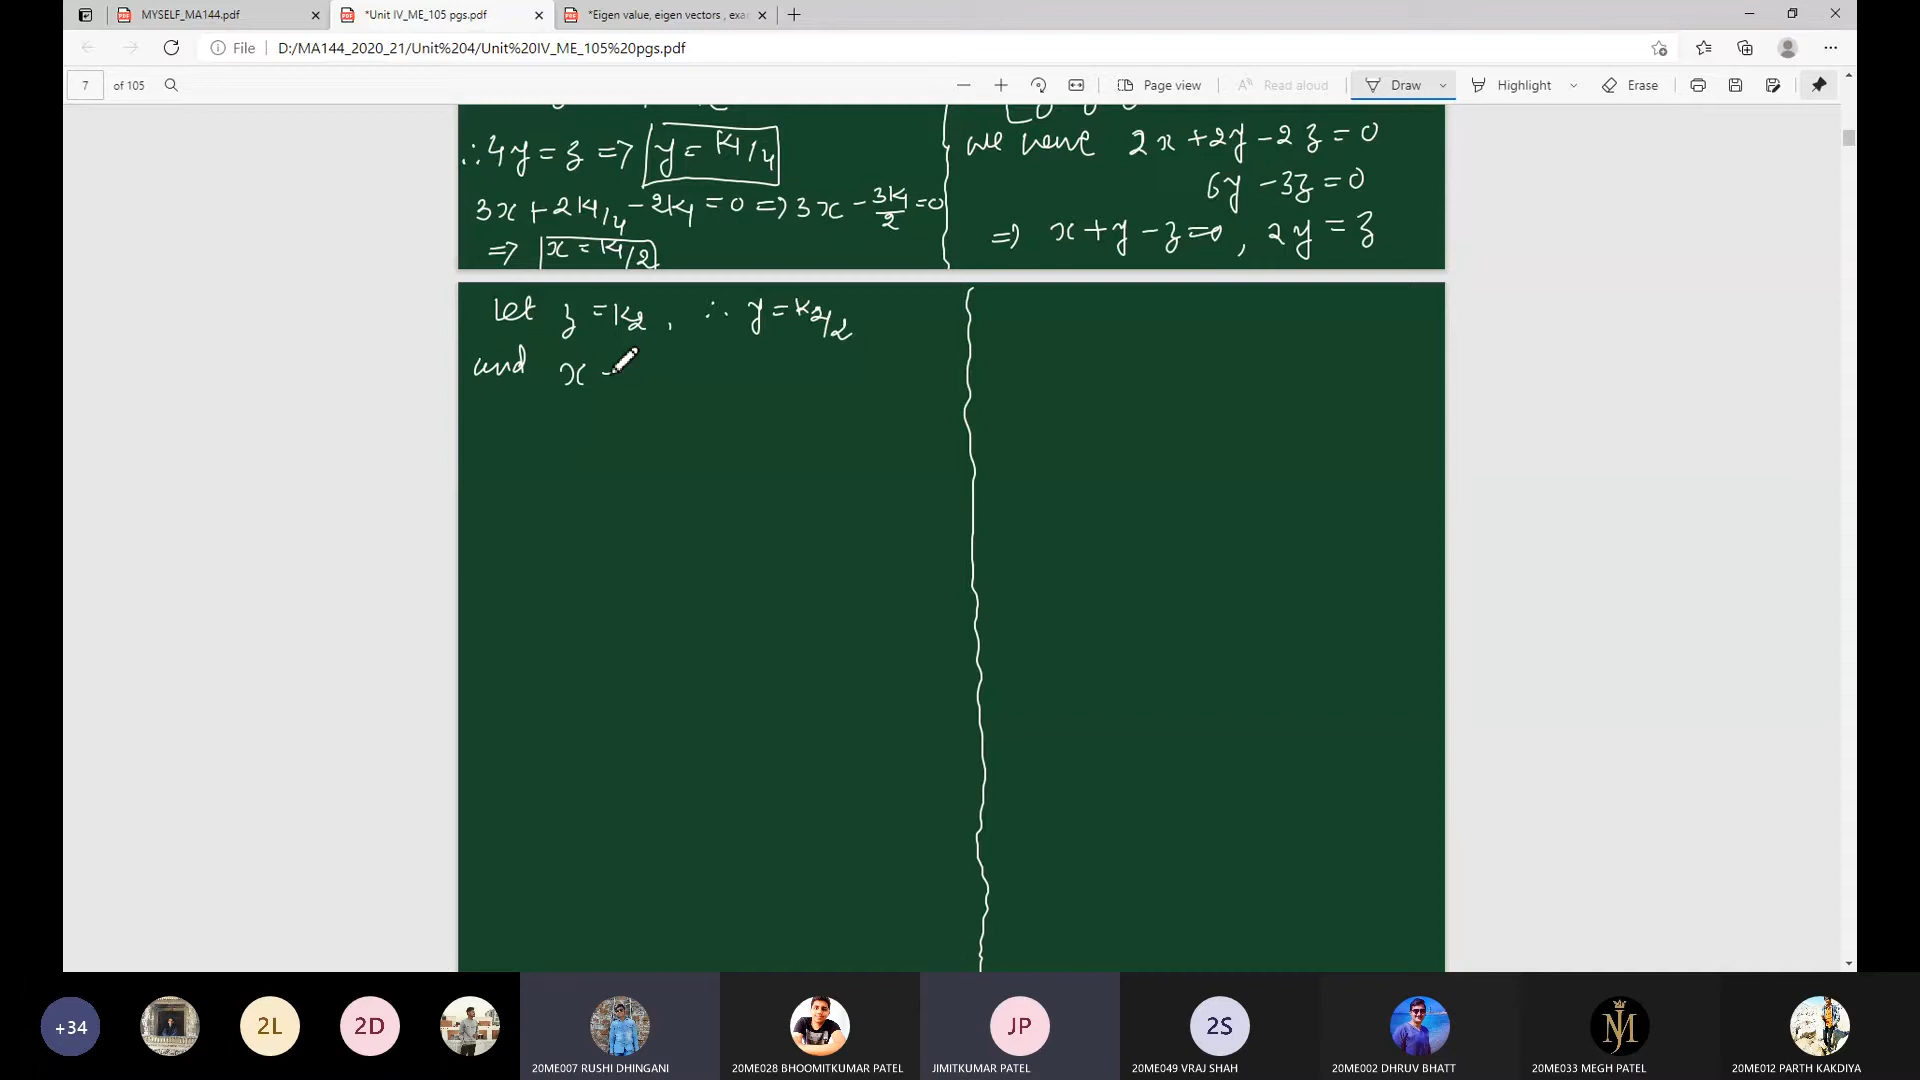 MYSELF_MA144.pdf
*Unit IV_ME_105 pgs.pdf
*Eigen value, eigen vectors , exa
File
D:/MA144_2020_21/Unit%204/Unit%20IV_ME_105%20pgs.pdf
7 of 105
Page view
Read aloud
Draw
Highlight
Erase
∴ 4y = z => y = k1/4
3x + 2k1/4 - 2k1 = 0 => 3x - 3k1/2 = 0
=> x = k1/2
we have 2x + 2y - 2z = 0
6y - 3z = 0
=> x + y - z = 0, 2y = z
Let z = k2, ∴ y = k2/2
and x -
+34
2L
2D
JP
2S
MJ
20ME007 RUSHI DHINGANI
20ME028 BHOOMITKUMAR PATEL
JIMITKUMAR PATEL
20ME049 VRAJ SHAH
20ME002 DHRUV BHATT
20ME033 MEGH PATEL
20ME012 PARTH KAKDIYA